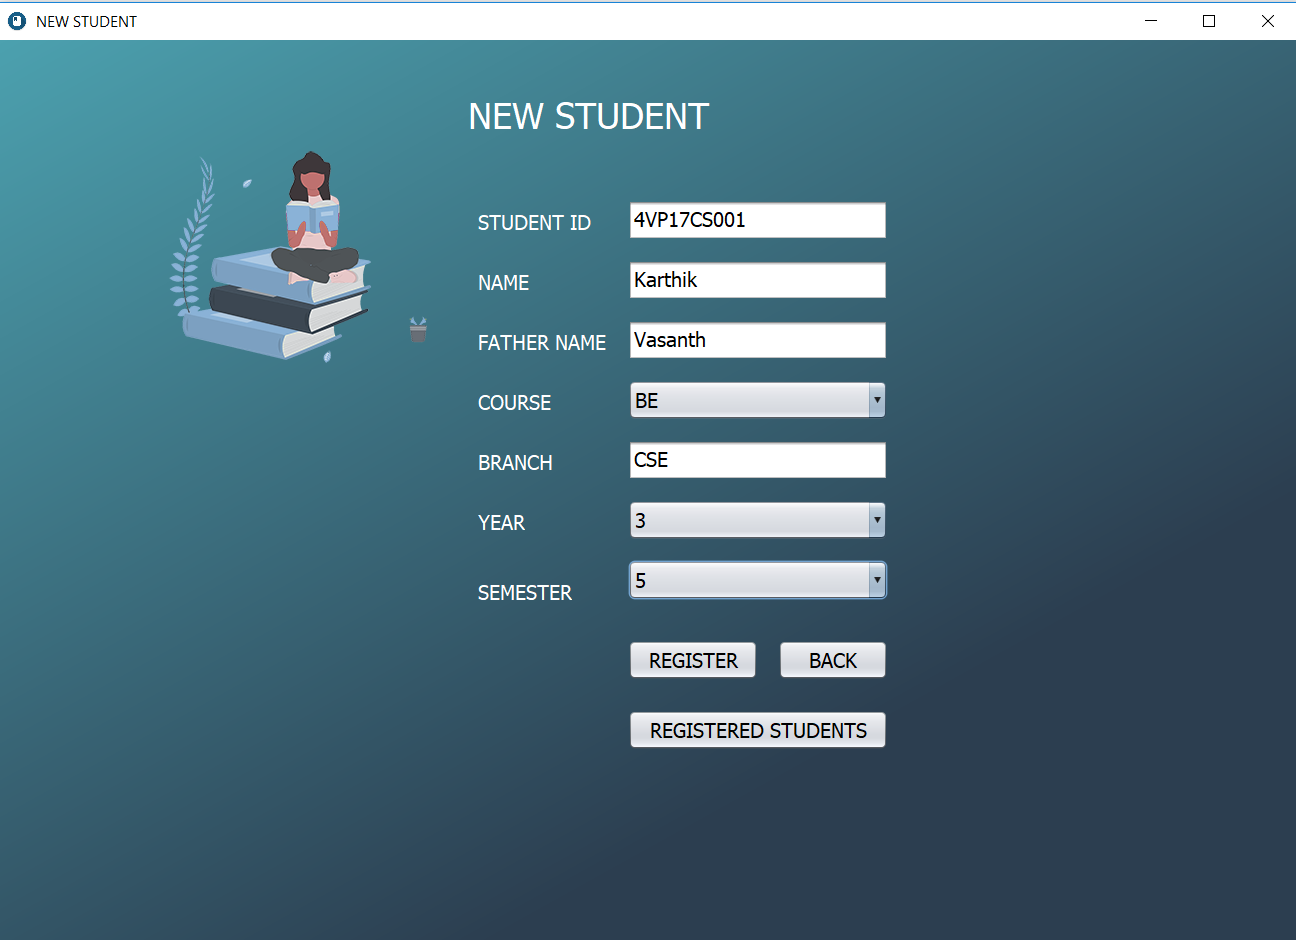 NEW STUDENT
NEW STUDENT
STUDENT ID 4VP17CS001
NAME Karthik
FATHER NAME Vasanth
COURSE BE
BRANCH CSE
YEAR 3
SEMESTER 5
REGISTER BACK
REGISTERED STUDENTS